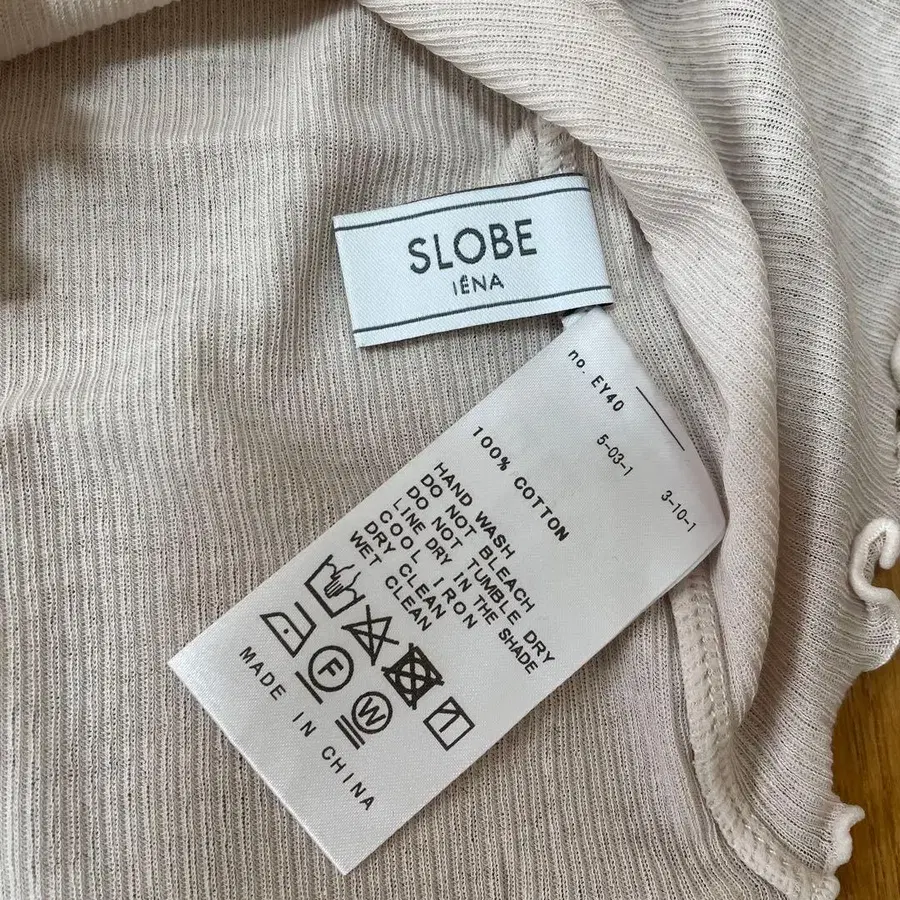 SLOBE
IÉNA
no. EY40
5-03-1
3-10-1
100% COTTON
HAND WASH
DO NOT BLEACH
DO NOT TUMBLE DRY
LINE DRY IN THE SHADE
COOL IRON
DRY CLEAN
WET CLEAN
F
W
MADE IN CHINA